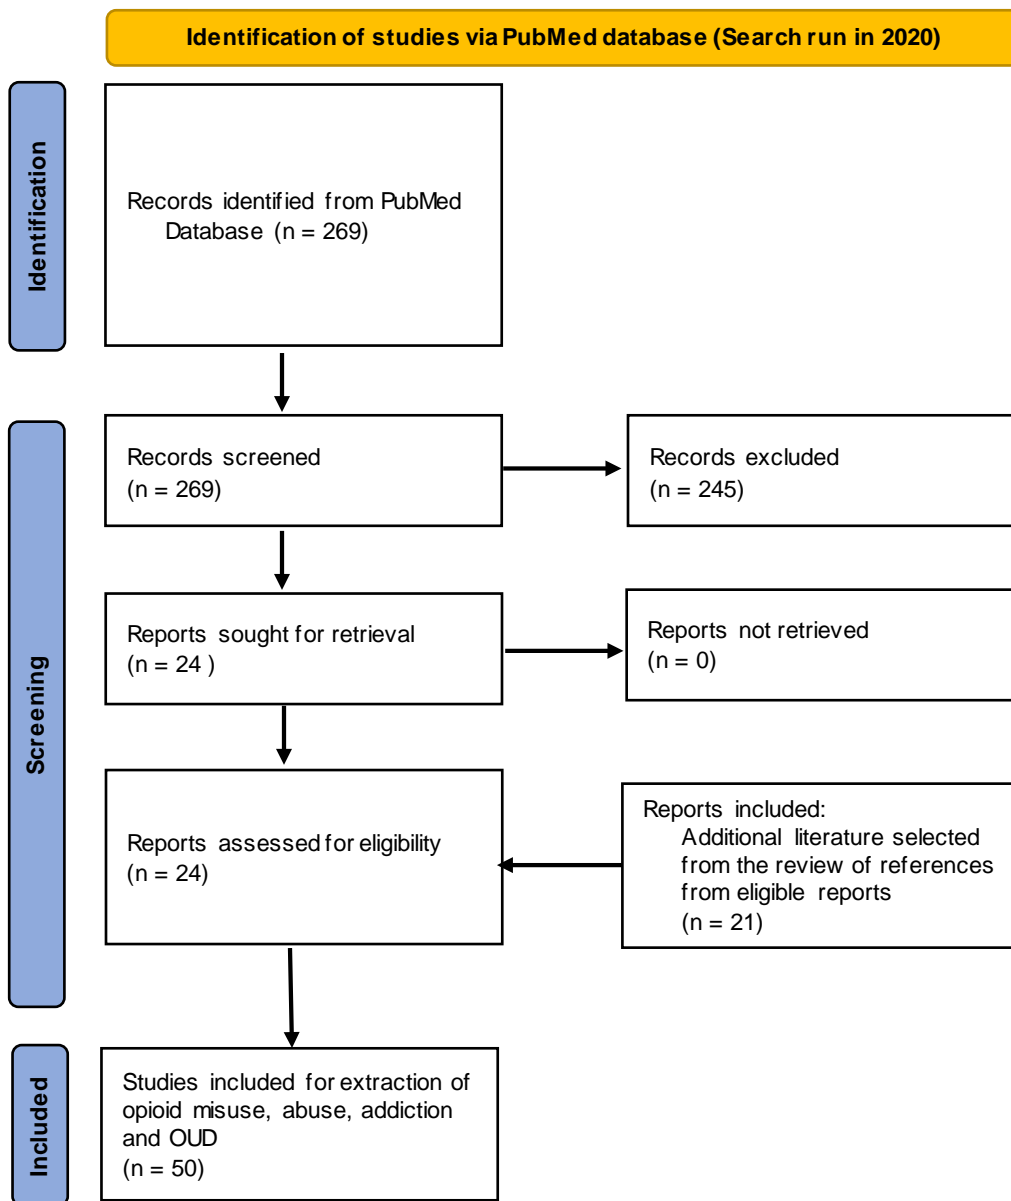 Identification of studies via PubMed database (Search run in 2020)
Identification
Records identified from PubMed
Database (n = 269)
Screening
Records screened
(n = 269)
Records excluded
(n = 245)
Reports sought for retrieval
(n = 24 )
Reports not retrieved
(n = 0)
Reports assessed for eligibility
(n = 24)
Reports included:
Additional literature selected
from the review of references
from eligible reports
(n = 21)
Included
Studies included for extraction of
opioid misuse, abuse, addiction
and OUD
(n = 50)